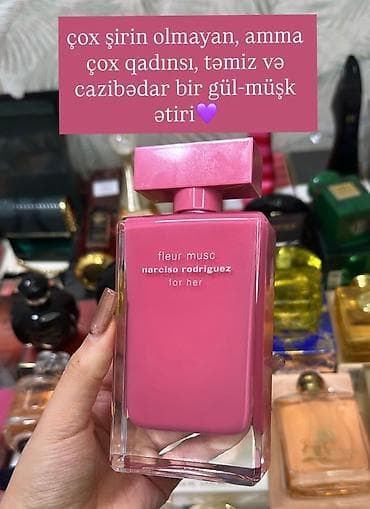 çox şirin olmayan, amma
çox qadınsı, təmiz və
cazibədar bir gül-müşk
ətiri💜
fleur musc
narciso rodriguez
for her